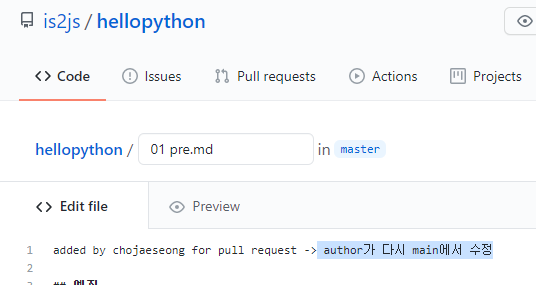 is2js / hellopython
Code Issues Pull requests Actions Projects
hellopython / 01 pre.md in master
Edit file Preview
1 added by chojaeseong for pull request -> author가 다시 main에서 수정
2